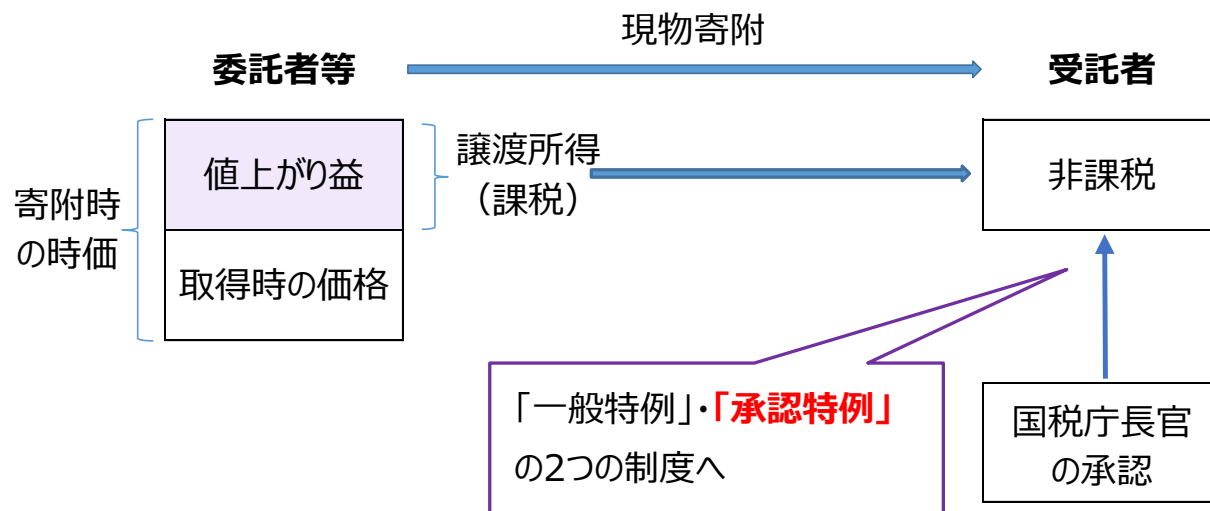 現物寄附
委託者等
受託者
値上がり益
譲渡所得
（課税）
非課税
寄附時
の時価
取得時の価格
「一般特例」・「承認特例」
の2つの制度へ
国税庁長官
の承認